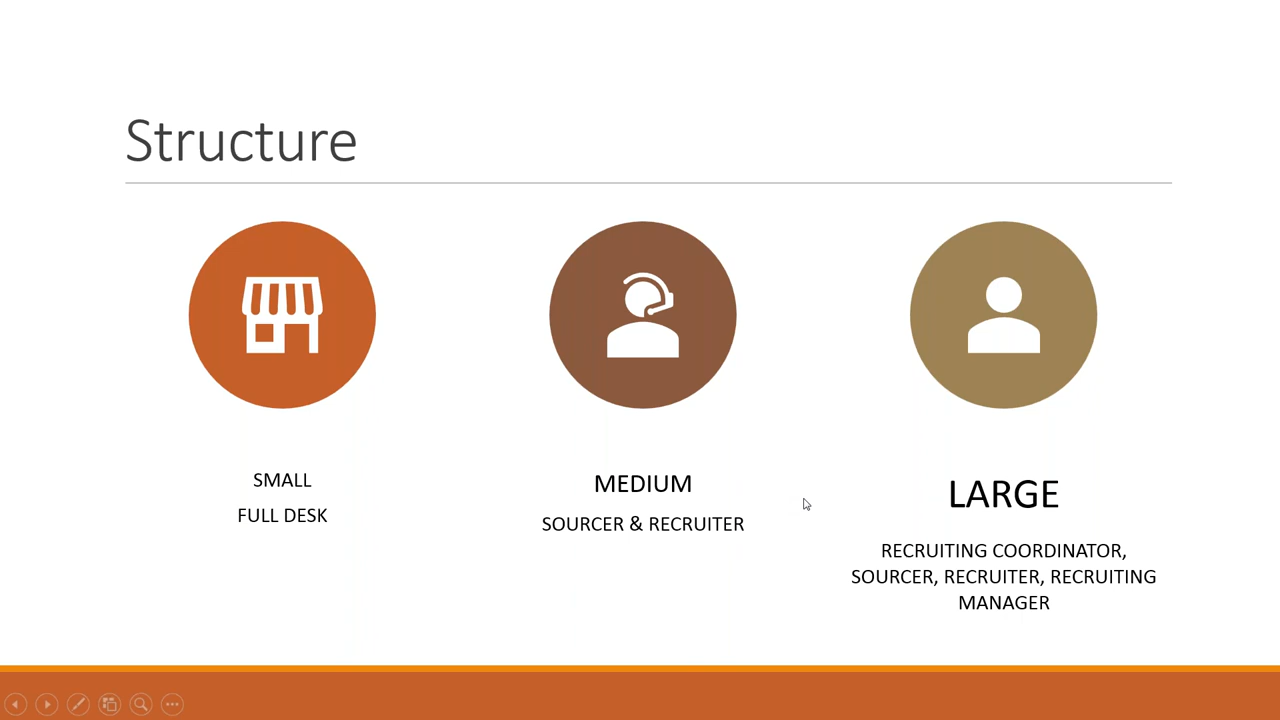 Structure
SMALL
FULL DESK
MEDIUM
SOURCER & RECRUITER
LARGE
RECRUITING COORDINATOR,
SOURCER, RECRUITER, RECRUITING
MANAGER